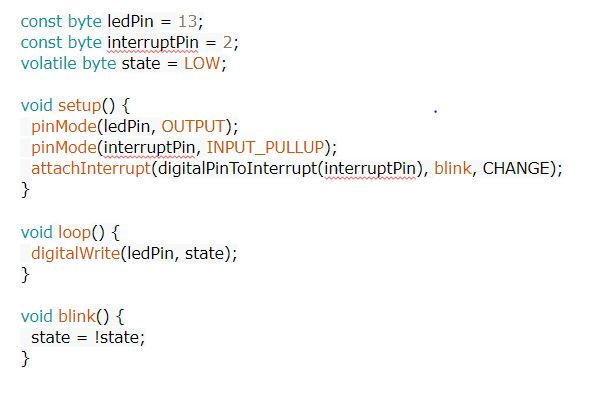 const byte ledPin = 13;
const byte interruptPin = 2;
volatile byte state = LOW;

void setup() {
  pinMode(ledPin, OUTPUT);
  pinMode(interruptPin, INPUT_PULLUP);
  attachInterrupt(digitalPinToInterrupt(interruptPin), blink, CHANGE);
}

void loop() {
  digitalWrite(ledPin, state);
}

void blink() {
  state = !state;
}